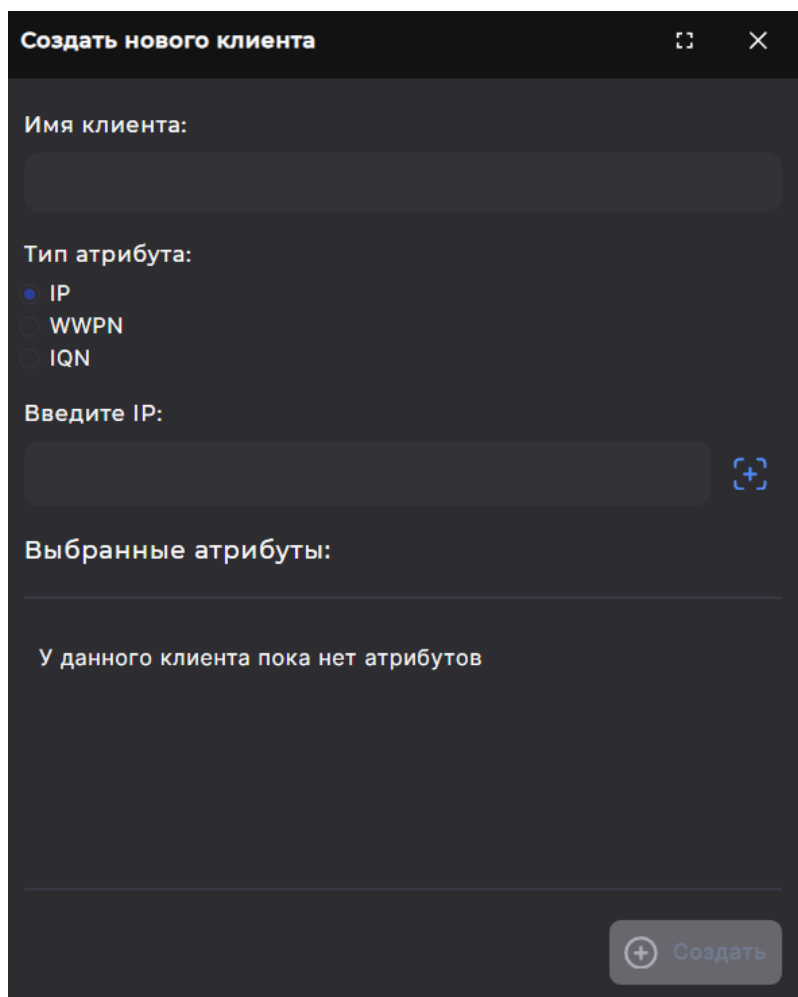 Создать нового клиента
Имя клиента:
Тип атрибута:
IP
WWPN
IQN
Введите IP:
Выбранные атрибуты:
У данного клиента пока нет атрибутов
Создать